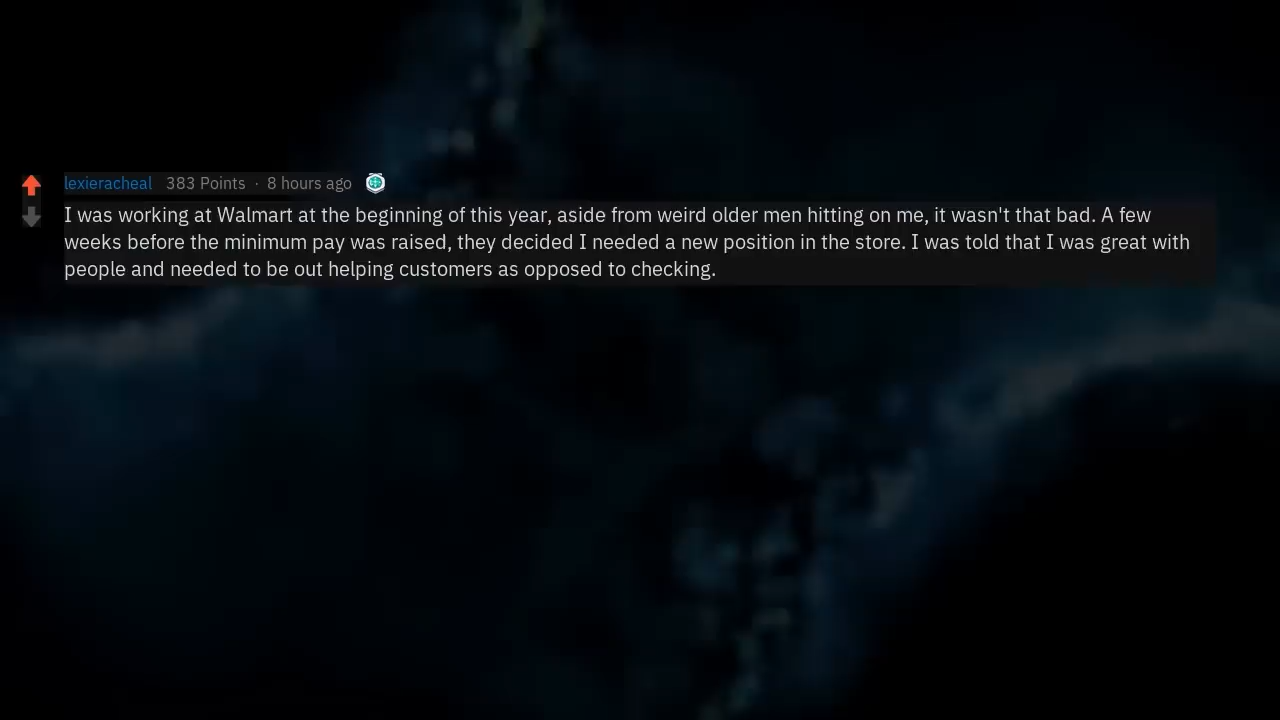 lexieracheal 383 Points · 8 hours ago
I was working at Walmart at the beginning of this year, aside from weird older men hitting on me, it wasn't that bad. A few
weeks before the minimum pay was raised, they decided I needed a new position in the store. I was told that I was great with
people and needed to be out helping customers as opposed to checking.